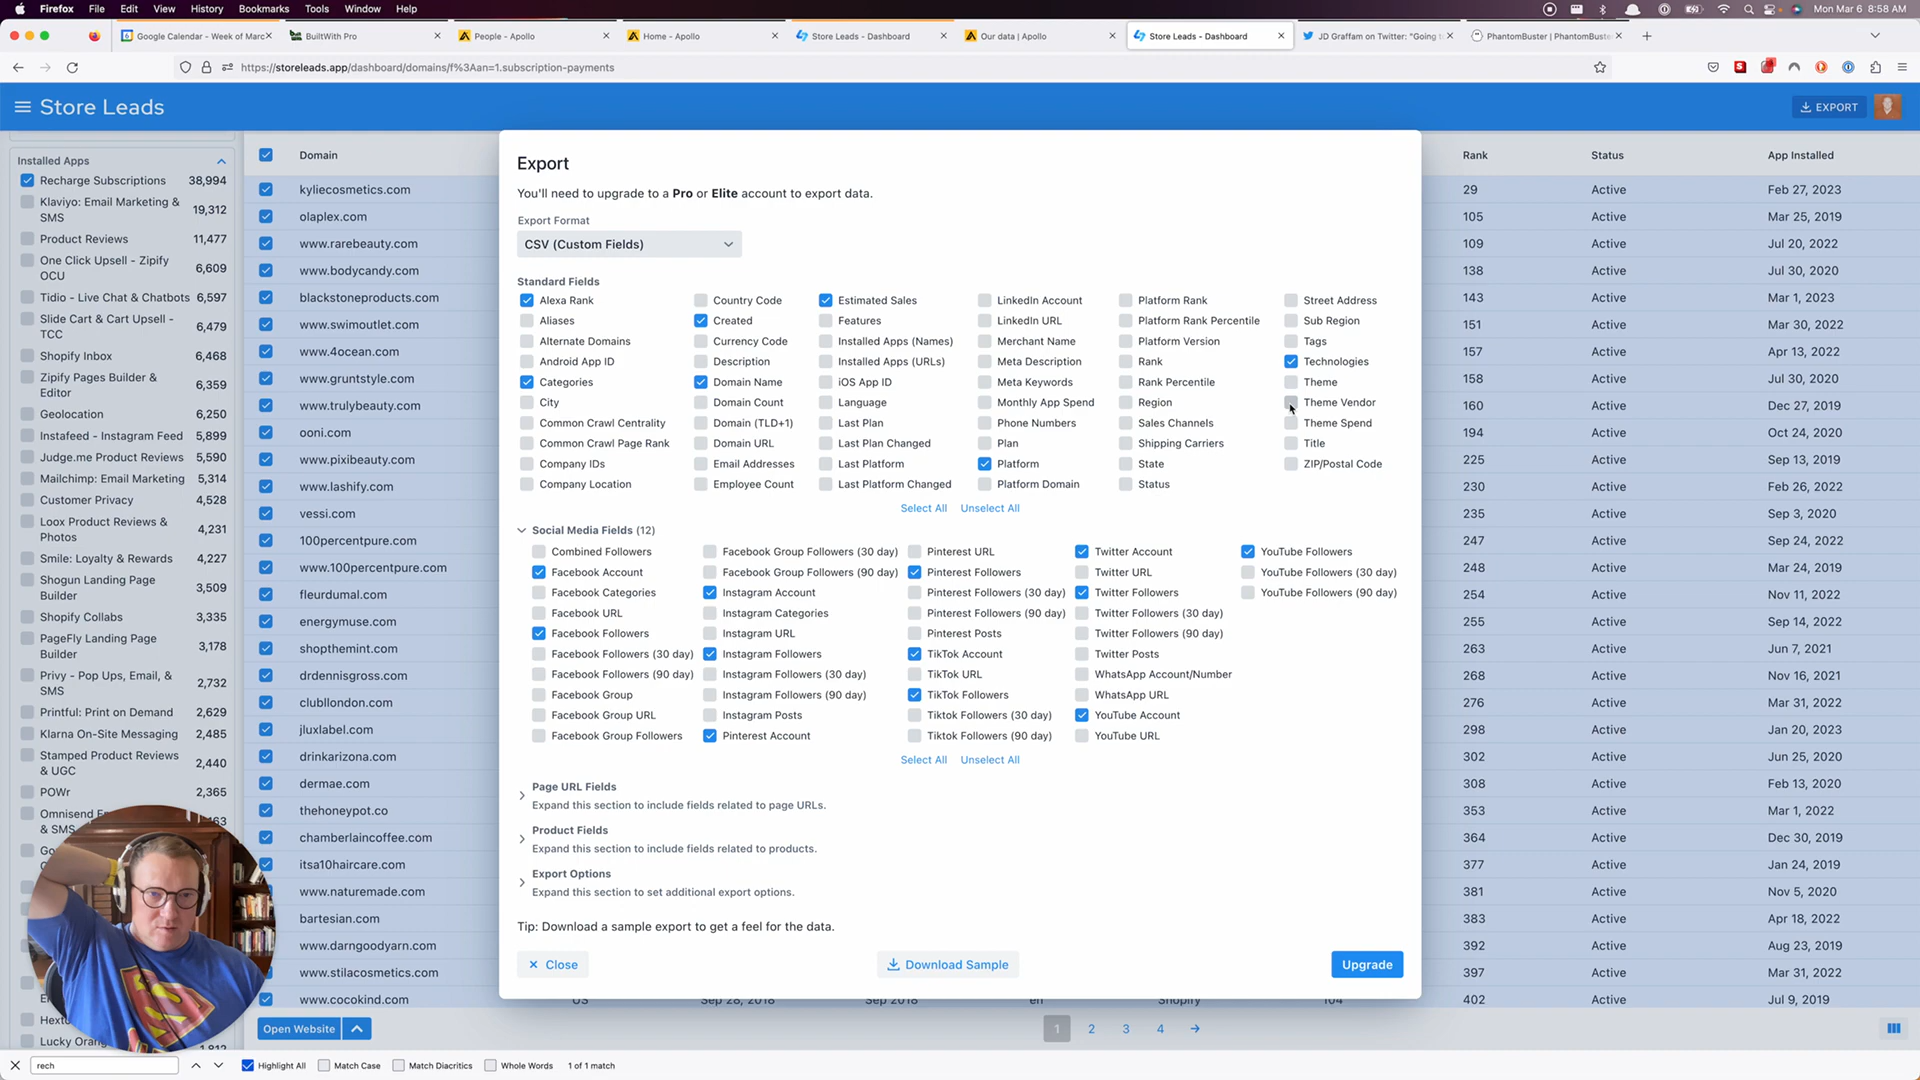 Firefox File Edit View History Bookmarks Tools Window Help Mon Mar 6 8:58 AM
Google Calendar - Week of Marc
BuiltWith Pro
People - Apollo
Home - Apollo
Store Leads - Dashboard
Our data | Apollo
Store Leads - Dashboard
JD Graffam on Twitter: "Going t
PhantomBuster | PhantomBuste
https://storeleads.app/dashboard/domains/f%3Aan=1.subscription-payments
Store Leads
EXPORT
Installed Apps
Recharge Subscriptions 38,994
Klaviyo: Email Marketing &
SMS 19,312
Product Reviews 11,477
One Click Upsell - Zipify
OCU 6,609
Tidio - Live Chat & Chatbots 6,597
Slide Cart & Cart Upsell -
TCC 6,479
Shopify Inbox 6,468
Zipify Pages Builder &
Editor 6,359
Geolocation 6,250
Instafeed - Instagram Feed 5,899
Judge.me Product Reviews 5,590
Mailchimp: Email Marketing 5,314
Customer Privacy 4,528
Loox Product Reviews &
Photos 4,231
Smile: Loyalty & Rewards 4,227
Shogun Landing Page
Builder 3,509
Shopify Collabs 3,335
PageFly Landing Page
Builder 3,178
Privy - Pop Ups, Email, &
SMS 2,732
Printful: Print on Demand 2,629
Klarna On-Site Messaging 2,485
Stamped Product Reviews
& UGC 2,440
POWr 2,365
Omnisend
& SMS
Lucky Oran
Domain
kyliecosmetics.com
olaplex.com
www.rarebeauty.com
www.bodycandy.com
blackstoneproducts.com
www.swimoutlet.com
www.4ocean.com
www.gruntstyle.com
www.trulybeauty.com
ooni.com
www.pixibeauty.com
www.lashify.com
vessi.com
100percentpure.com
www.100percentpure.com
fleurdumal.com
energymuse.com
shopthemint.com
drdennisgross.com
clubllondon.com
jluxlabel.com
drinkarizona.com
dermae.com
thehoneypot.co
chamberlaincoffee.com
itsa10haircare.com
www.naturemade.com
bartesian.com
www.darngoodyarn.com
www.stilacosmetics.com
www.cocokind.com US Sep 28, 2018 Sep 2018 en Shopify 104 402 Active Jul 9, 2019
Export
You'll need to upgrade to a Pro or Elite account to export data.
Export Format
CSV (Custom Fields)
Standard Fields
Alexa Rank Country Code Estimated Sales LinkedIn Account Platform Rank Street Address
Aliases Created Features LinkedIn URL Platform Rank Percentile Sub Region
Alternate Domains Currency Code Installed Apps (Names) Merchant Name Platform Version Tags
Android App ID Description Installed Apps (URLs) Meta Description Rank Technologies
Categories Domain Name iOS App ID Meta Keywords Rank Percentile Theme
City Domain Count Language Monthly App Spend Region Theme Vendor
Common Crawl Centrality Domain (TLD+1) Last Plan Phone Numbers Sales Channels Theme Spend
Common Crawl Page Rank Domain URL Last Plan Changed Plan Shipping Carriers Title
Company IDs Email Addresses Last Platform Platform State ZIP/Postal Code
Company Location Employee Count Last Platform Changed Platform Domain Status
Select All Unselect All
Social Media Fields (12)
Combined Followers Facebook Group Followers (30 day) Pinterest URL Twitter Account YouTube Followers
Facebook Account Facebook Group Followers (90 day) Pinterest Followers Twitter URL YouTube Followers (30 day)
Facebook Categories Instagram Account Pinterest Followers (30 day) Twitter Followers YouTube Followers (90 day)
Facebook URL Instagram Categories Pinterest Followers (90 day) Twitter Followers (30 day)
Facebook Followers Instagram URL Pinterest Posts Twitter Followers (90 day)
Facebook Followers (30 day) Instagram Followers TikTok Account Twitter Posts
Facebook Followers (90 day) Instagram Followers (30 day) TikTok URL WhatsApp Account/Number
Facebook Group Instagram Followers (90 day) TikTok Followers WhatsApp URL
Facebook Group URL Instagram Posts Tiktok Followers (30 day) YouTube Account
Facebook Group Followers Pinterest Account Tiktok Followers (90 day) YouTube URL
Select All Unselect All
Page URL Fields
Expand this section to include fields related to page URLs.
Product Fields
Expand this section to include fields related to products.
Export Options
Expand this section to set additional export options.
Tip: Download a sample export to get a feel for the data.
Close
Download Sample
Upgrade
Rank Status App Installed
29 Active Feb 27, 2023
105 Active Mar 25, 2019
109 Active Jul 20, 2022
138 Active Jul 30, 2020
143 Active Mar 1, 2023
151 Active Mar 30, 2022
157 Active Apr 13, 2022
158 Active Jul 30, 2020
160 Active Dec 27, 2019
194 Active Oct 24, 2020
225 Active Sep 13, 2019
230 Active Feb 26, 2022
235 Active Sep 3, 2020
247 Active Sep 24, 2022
248 Active Mar 24, 2019
254 Active Nov 11, 2022
255 Active Sep 14, 2022
263 Active Jun 7, 2021
268 Active Nov 16, 2021
276 Active Mar 31, 2022
298 Active Jan 20, 2023
302 Active Jun 25, 2020
308 Active Feb 13, 2020
353 Active Mar 1, 2022
364 Active Dec 30, 2019
377 Active Jan 24, 2019
381 Active Nov 5, 2020
383 Active Apr 18, 2022
392 Active Aug 23, 2019
397 Active Mar 31, 2022
Open Website
1 2 3 4
rech
Highlight All Match Case Match Diacritics Whole Words 1 of 1 match